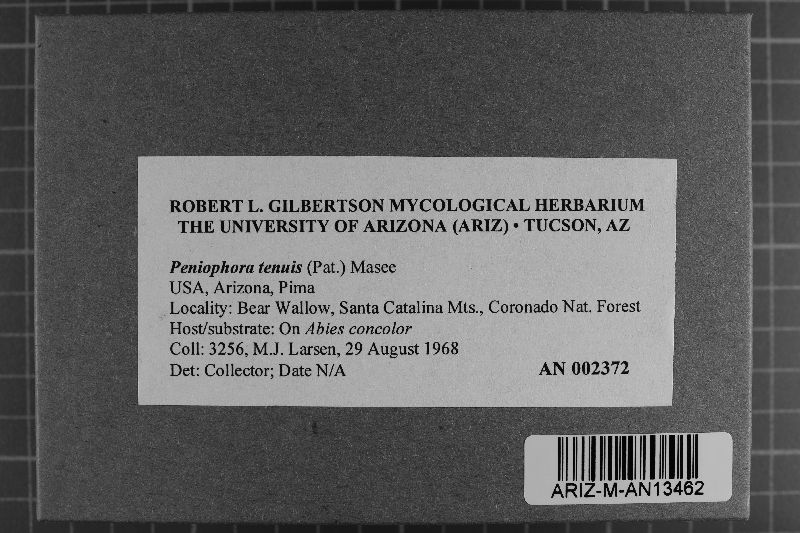 ROBERT L. GILBERTSON MYCOLOGICAL HERBARIUM
THE UNIVERSITY OF ARIZONA (ARIZ) • TUCSON, AZ
Peniophora tenuis (Pat.) Masee
USA, Arizona, Pima
Locality: Bear Wallow, Santa Catalina Mts., Coronado Nat. Forest
Host/substrate: On Abies concolor
Coll: 3256, M.J. Larsen, 29 August 1968
Det: Collector; Date N/A AN 002372
ARIZ-M-AN13462